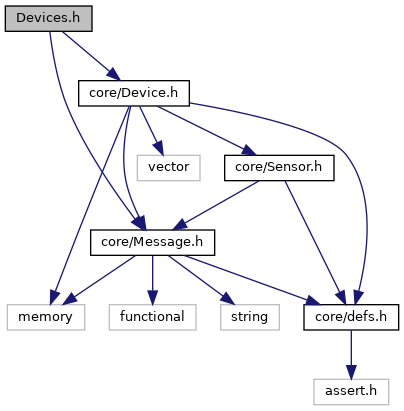 Devices.h
core/Device.h
vector
core/Sensor.h
core/Message.h
memory
functional
string
core/defs.h
assert.h